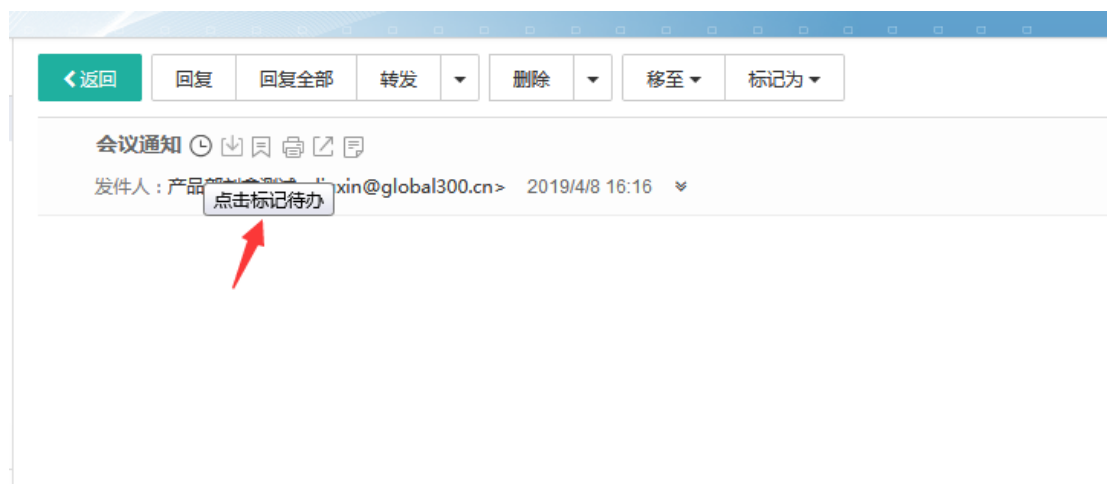 返回 回复 回复全部 转发 删除 移至 标记为
会议通知
发件人：产品部 xin@global300.cn> 2019/4/8 16:16
点击标记待办